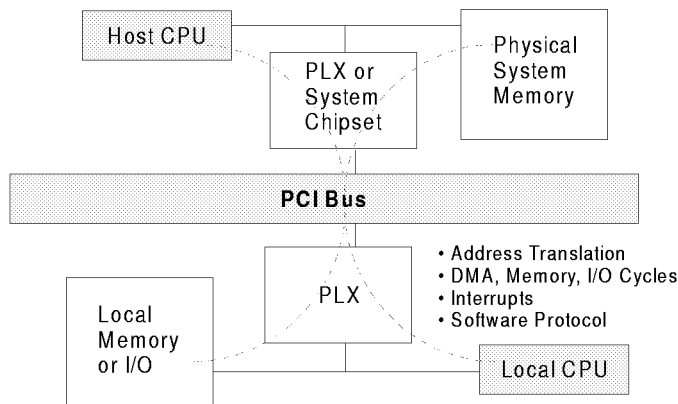 Host CPU
PLX or
System
Chipset
Physical
System
Memory
PCI Bus
PLX
• Address Translation
• DMA, Memory, I/O Cycles
• Interrupts
• Software Protocol
Local
Memory
or I/O
Local CPU